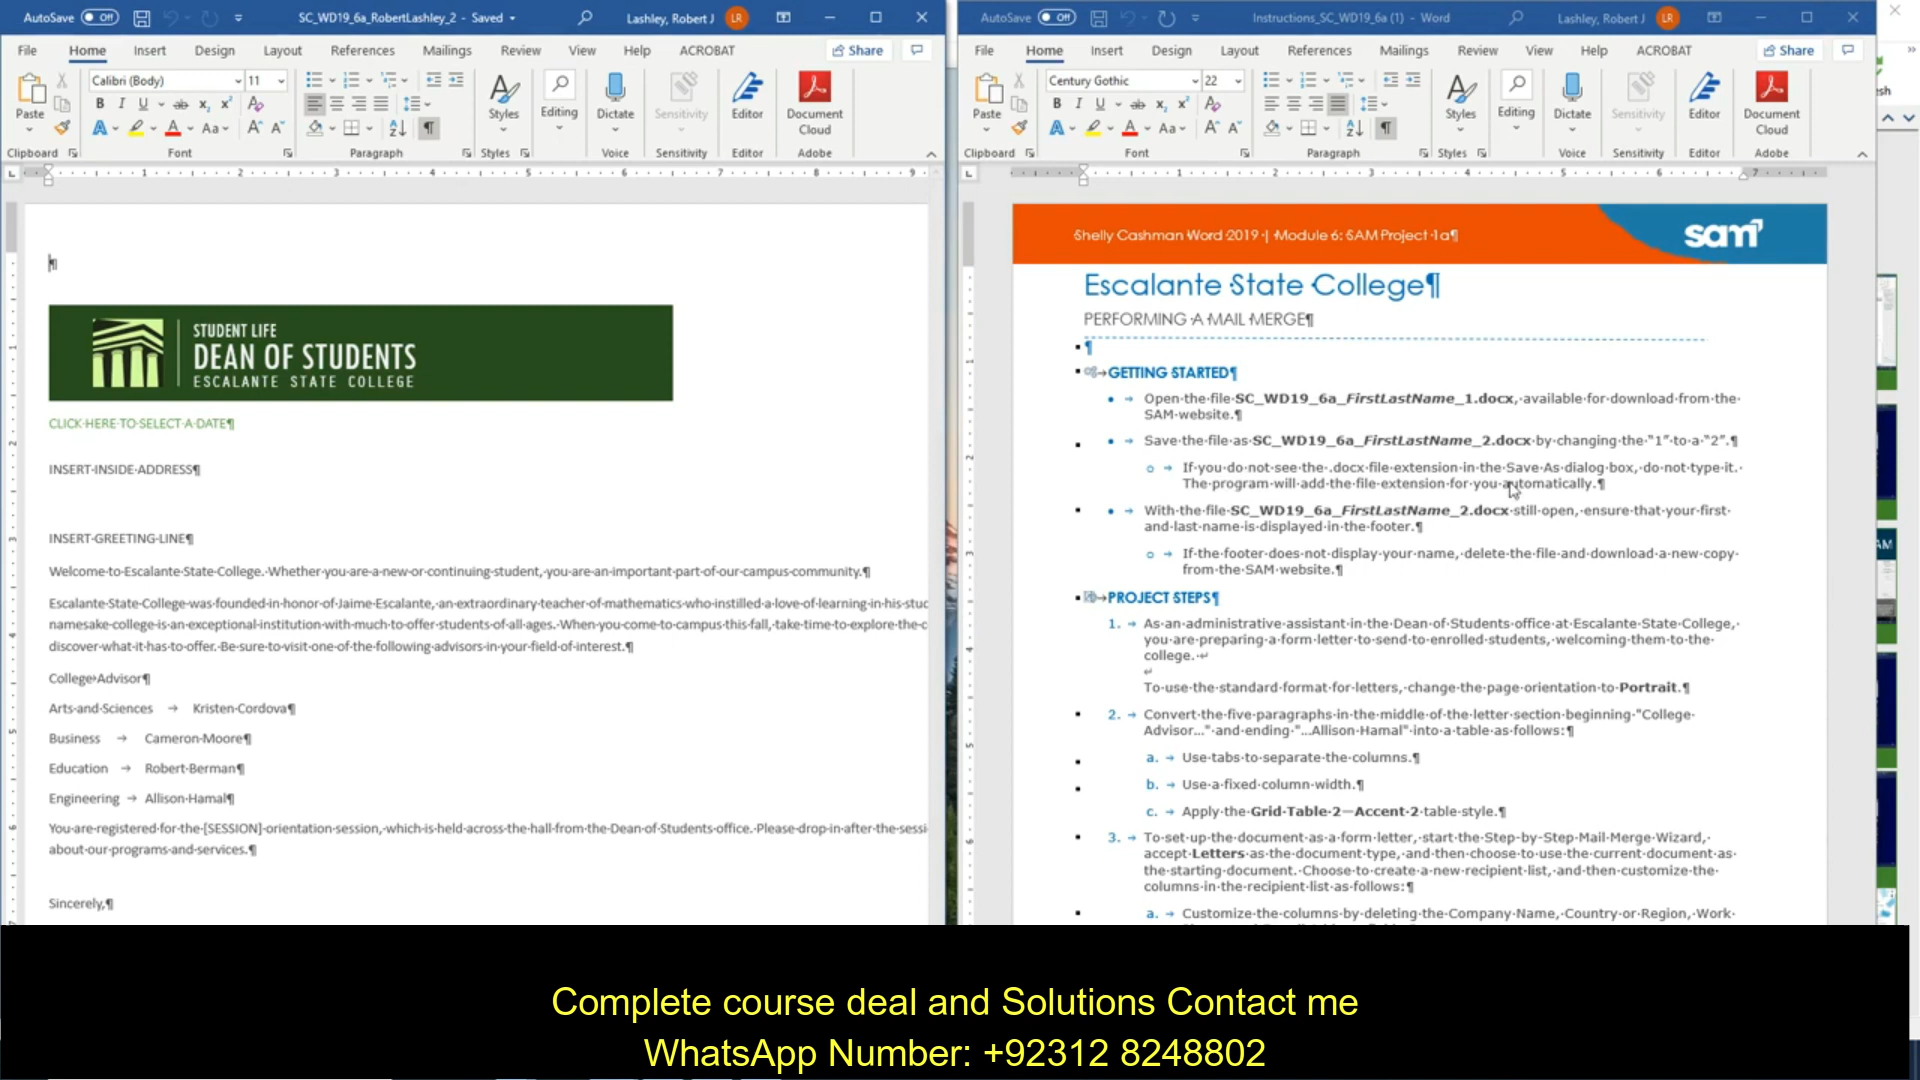 AutoSave Off SC_WD19_6a_RobertLashley_2 - Saved Lashley, Robert J LR
File Home Insert Design Layout References Mailings Review View Help ACROBAT Share
Calibri (Body) 11
Paste Styles Editing Dictate Sensitivity Editor Document Cloud
Clipboard Font Paragraph Styles Voice Sensitivity Editor Adobe
STUDENT LIFE
DEAN OF STUDENTS
ESCALANTE STATE COLLEGE
CLICK HERE TO SELECT A DATE¶
INSERT INSIDE ADDRESS¶
INSERT GREETING LINE¶
Welcome to Escalante State College. Whether you are a new or continuing student, you are an important part of our campus community.¶
Escalante State College was founded in honor of Jaime Escalante, an extraordinary teacher of mathematics who instilled a love of learning in his stud
namesake college is an exceptional institution with much to offer students of all ages. When you come to campus this fall, take time to explore the c
discover what it has to offer. Be sure to visit one of the following advisors in your field of interest.¶
College Advisor¶
Arts and Sciences → Kristen Cordova¶
Business → Cameron Moore¶
Education → Robert Berman¶
Engineering → Allison Hamal¶
You are registered for the [SESSION] orientation session, which is held across the hall from the Dean of Students office. Please drop in after the sessi
about our programs and services.¶
Sincerely,¶
AutoSave Off Instructions_SC_WD19_6a (1) - Word Lashley, Robert J LR
File Home Insert Design Layout References Mailings Review View Help ACROBAT Share
Century Gothic 22
Paste Styles Editing Dictate Sensitivity Editor Document Cloud
Clipboard Font Paragraph Styles Voice Sensitivity Editor Adobe
Shelly Cashman Word 2019 | Module 6: SAM Project 1a¶ sam
Escalante State College¶
PERFORMING A MAIL MERGE¶
¶
GETTING STARTED¶
• Open the file SC_WD19_6a_FirstLastName_1.docx, available for download from the
SAM website.¶
• Save the file as SC_WD19_6a_FirstLastName_2.docx by changing the “1” to a “2”.¶
o If you do not see the .docx file extension in the Save As dialog box, do not type it.
The program will add the file extension for you automatically.¶
• With the file SC_WD19_6a_FirstLastName_2.docx still open, ensure that your first
and last name is displayed in the footer.¶
o If the footer does not display your name, delete the file and download a new copy
from the SAM website.¶
PROJECT STEPS¶
1. As an administrative assistant in the Dean of Students office at Escalante State College,
you are preparing a form letter to send to enrolled students, welcoming them to the
college.
To use the standard format for letters, change the page orientation to Portrait.¶
2. Convert the five paragraphs in the middle of the letter section beginning "College
Advisor..." and ending "...Allison Hamal" into a table as follows:¶
a. Use tabs to separate the columns.¶
b. Use a fixed column width.¶
c. Apply the Grid Table 2 – Accent 2 table style.¶
3. To set up the document as a form letter, start the Step by Step Mail Merge Wizard,
accept Letters as the document type, and then choose to use the current document as
the starting document. Choose to create a new recipient list, and then customize the
columns in the recipient list as follows:¶
a. Customize the columns by deleting the Company Name, Country or Region, Work
Complete course deal and Solutions Contact me
WhatsApp Number: +92312 8248802